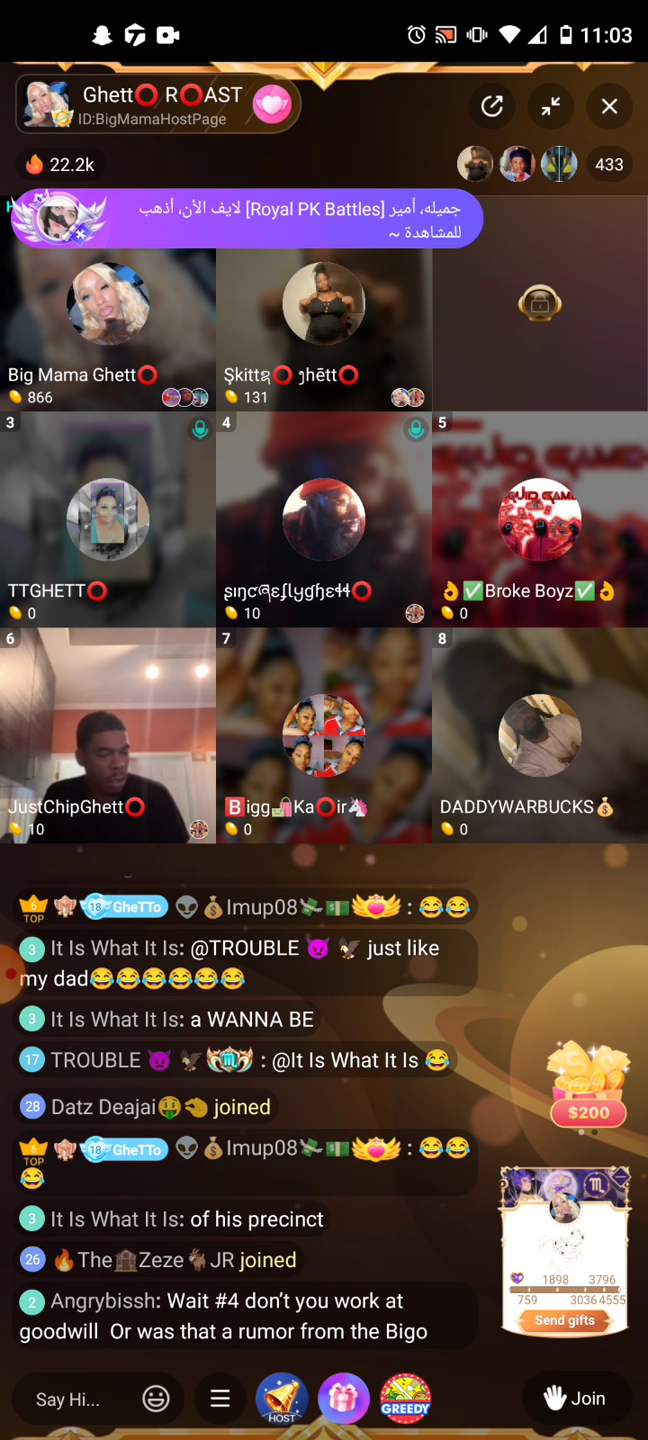 11:03
Ghett⭕ R⭕AST
ID:BigMamaHostPage
🔥 22.2k
433
جميله، أمير [Royal PK Battles] لايف الأن، أذهب
للمشاهدة ~
Big Mama Ghett⭕
866
131
3
TTGHETT⭕
0
4
10
5
SQUID GAME
👌✅Broke Boyz✅👌
0
6
JustChipGhett⭕
10
7
🅱️igg🛍️Ka⭕ir🦄
0
8
DADDYWARBUCKS💰
0
6 TOP 18 GheTTo 👽💰Imup08💸💵 : 😂😂
3 It Is What It Is: @TROUBLE 😈 🦅 just like
my dad😂😂😂😂😂😂
3 It Is What It Is: a WANNA BE
17 TROUBLE 😈 🦅 : @It Is What It Is 😂
28 Datz Deajai🤑🤏 joined
6 TOP 18 GheTTo 👽💰Imup08💸💵 : 😂😂
😂
3 It Is What It Is: of his precinct
26 🔥The🏚️Zeze🐐JR joined
2 Angrybissh: Wait #4 don’t you work at
goodwill  Or was that a rumor from the Bigo
$200
1898 3796
759 3036 4555
Send gifts
Say Hi...
HOST
GREEDY
Join